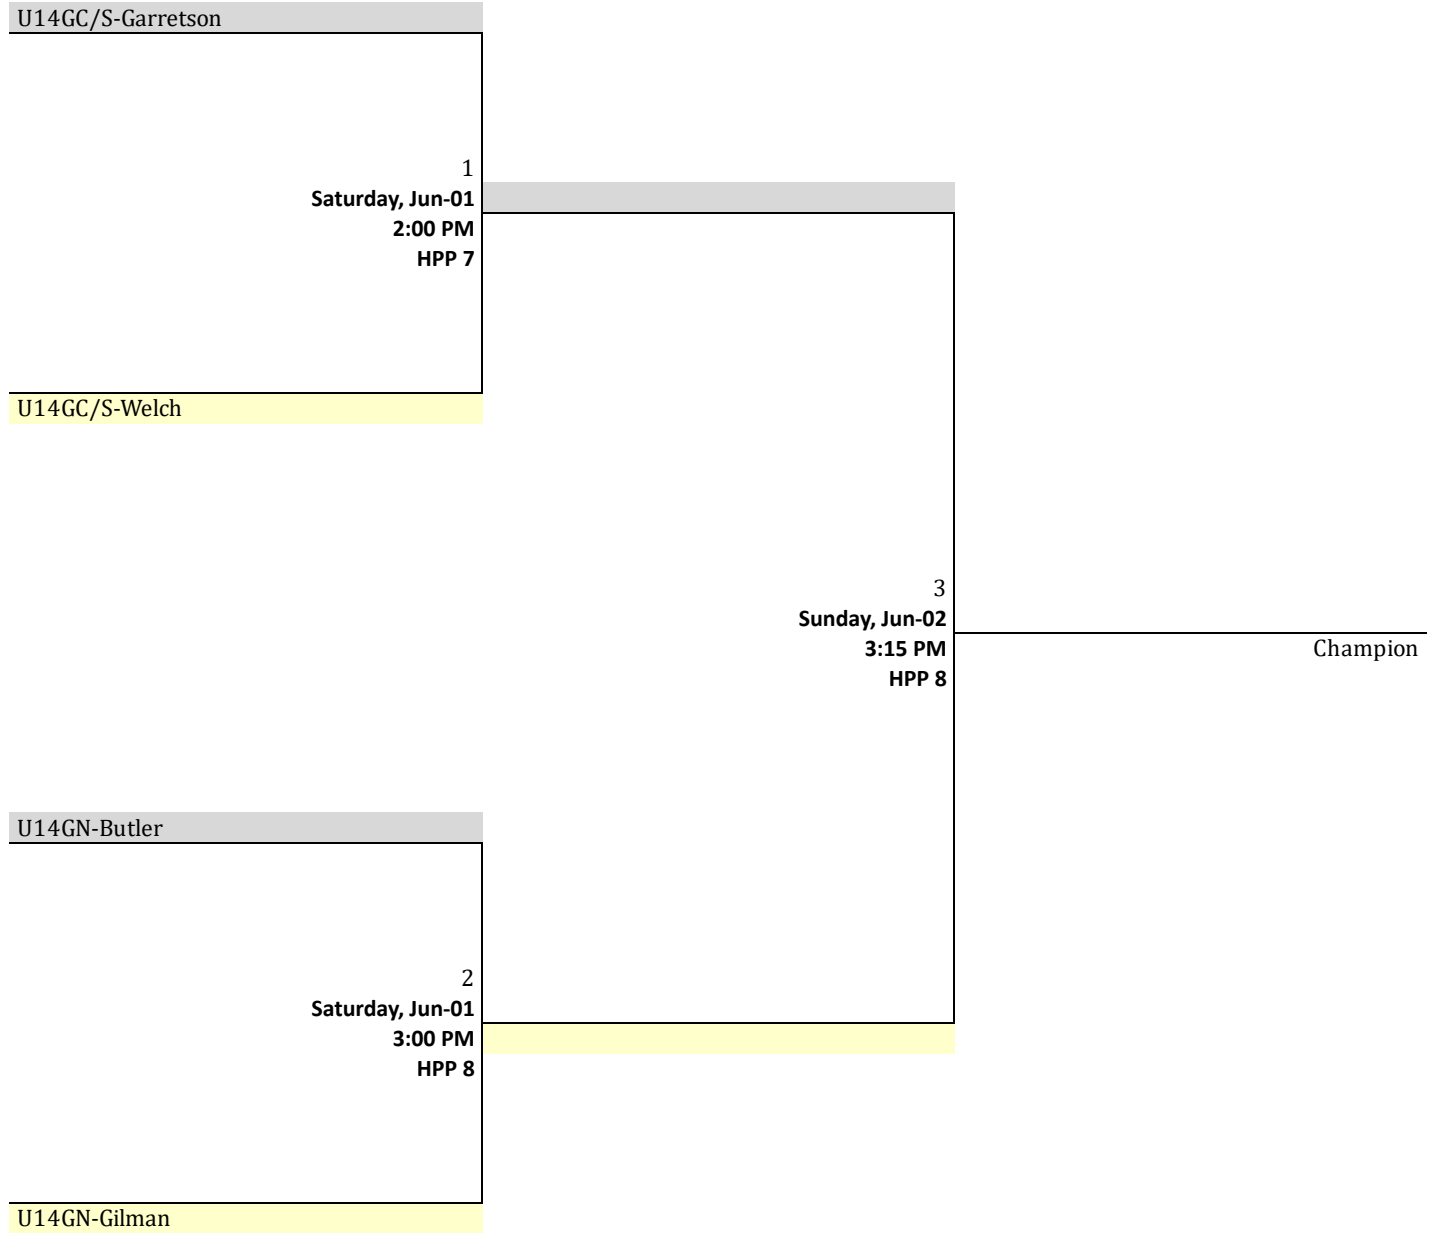 U14GC/S-Garretson
1
Saturday, Jun-01
2:00 PM
HPP 7
U14GC/S-Welch
3
Sunday, Jun-02
3:15 PM
Champion
HPP 8
U14GN-Butler
2
Saturday, Jun-01
3:00 PM
HPP 8
U14GN-Gilman